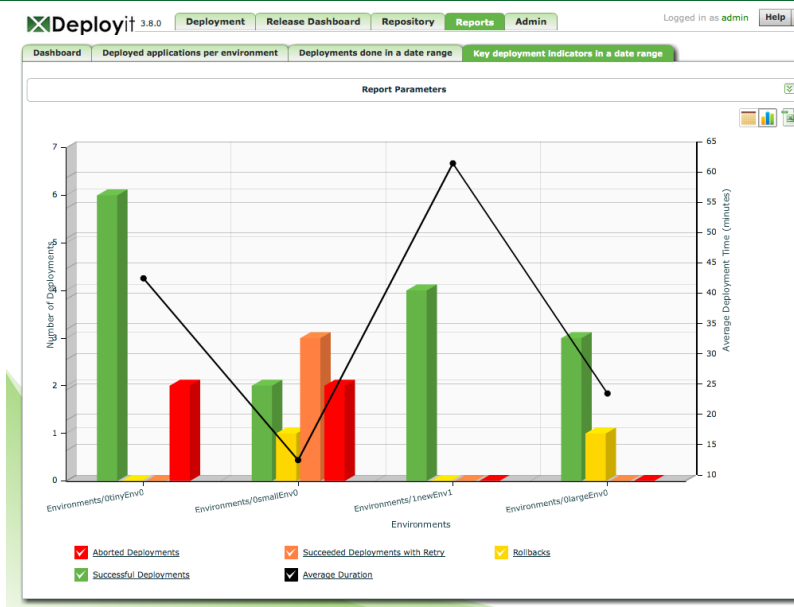 Deployit 3.8.0 Deployment Release Dashboard Repository Reports Admin Logged in as admin Help
Dashboard Deployed applications per environment Deployments done in a date range Key deployment indicators in a date range
Report Parameters
7
6
5
4
3
2
1
0
Number of Deployments
65
60
55
50
45
40
35
30
25
20
15
10
Average Deployment Time (minutes)
Environments/0tinyEnv0 Environments/0smallEnv0 Environments/1newEnv1 Environments/0largeEnv0
Environments
Aborted Deployments Succeeded Deployments with Retry Rollbacks
Successful Deployments Average Duration